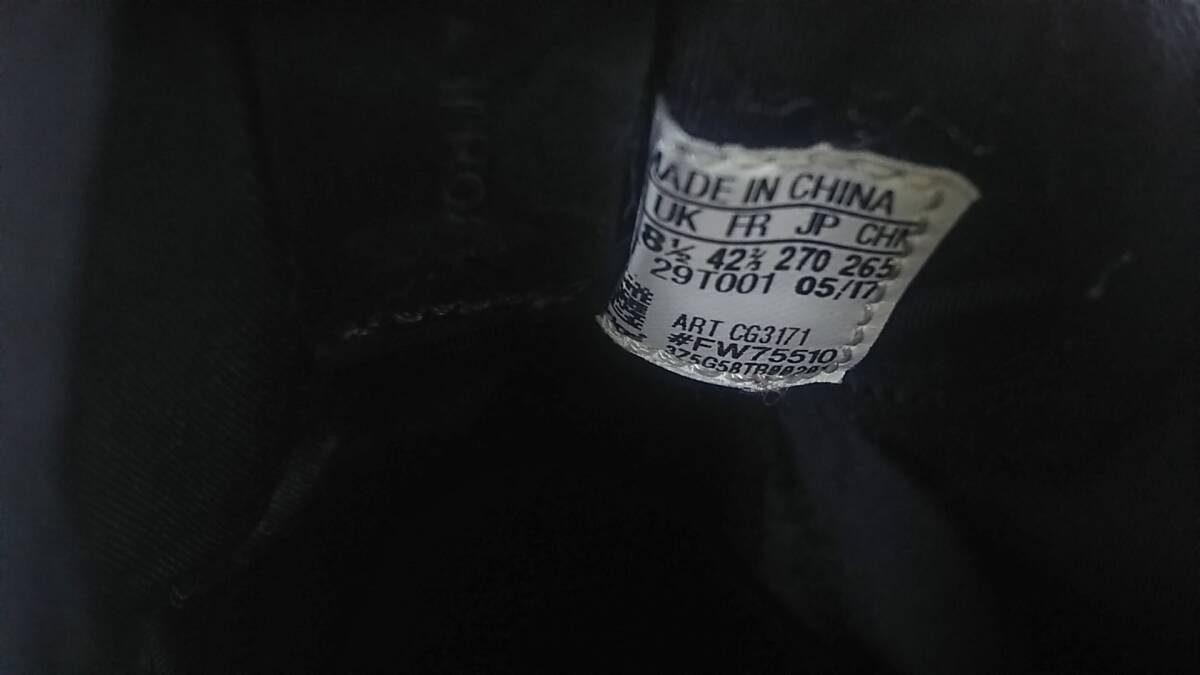 MADE IN CHINA
UK FR JP CHN
8½ 42⅔ 270 265
29T001 05/17
ART CG3171
#FW75510